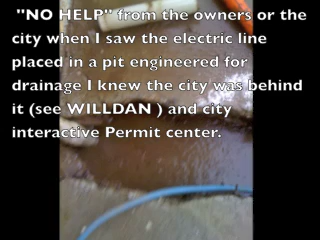 "NO HELP" from the owners or the
city when I saw the electric line
placed in a pit engineered for
drainage I knew the city was behind
it (see WILLDAN ) and city
interactive Permit center.